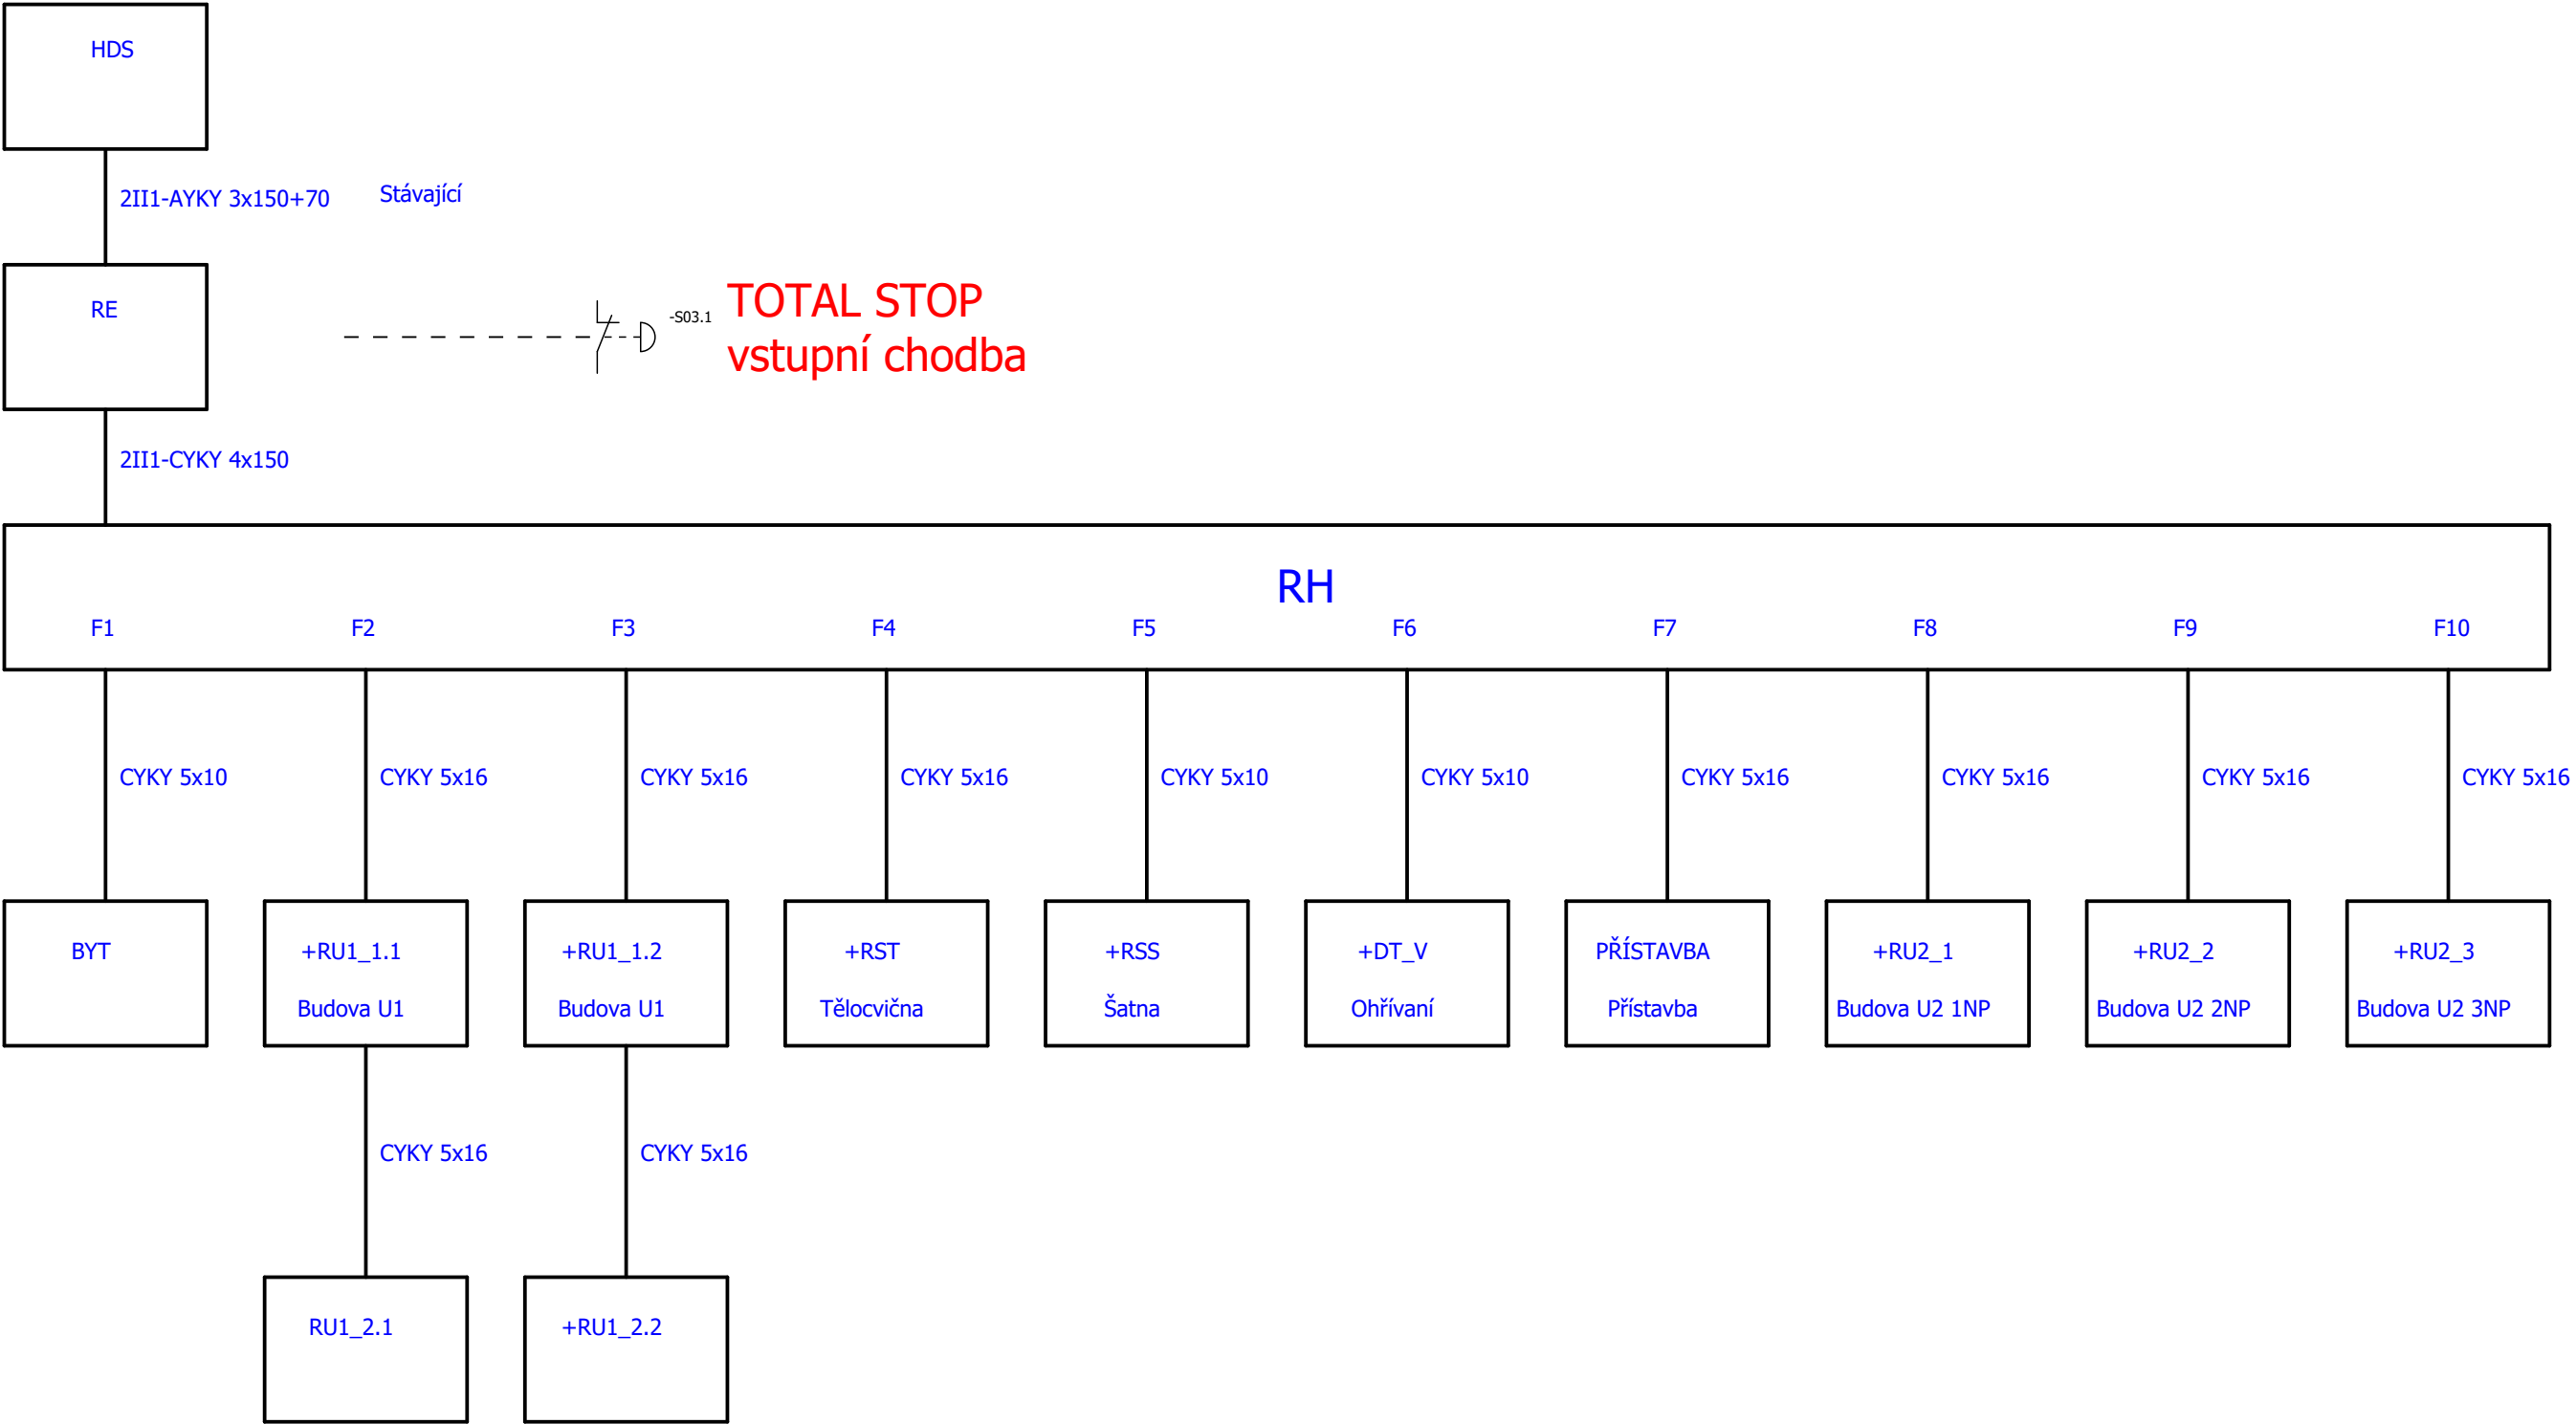 HDS
2II1-AYKY 3x150+70
Stávající
RE
-S03.1
TOTAL STOP
vstupní chodba
2II1-CYKY 4x150
RH
F1
F2
F3
F4
F5
F6
F7
F8
F9
F10
CYKY 5x10
CYKY 5x16
CYKY 5x16
CYKY 5x16
CYKY 5x10
CYKY 5x10
CYKY 5x16
CYKY 5x16
CYKY 5x16
CYKY 5x16
BYT
+RU1_1.1
Budova U1
+RU1_1.2
Budova U1
+RST
Tělocvična
+RSS
Šatna
+DT_V
Ohřívaní
PŘÍSTAVBA
Přístavba
+RU2_1
Budova U2 1NP
+RU2_2
Budova U2 2NP
+RU2_3
Budova U2 3NP
CYKY 5x16
CYKY 5x16
RU1_2.1
+RU1_2.2